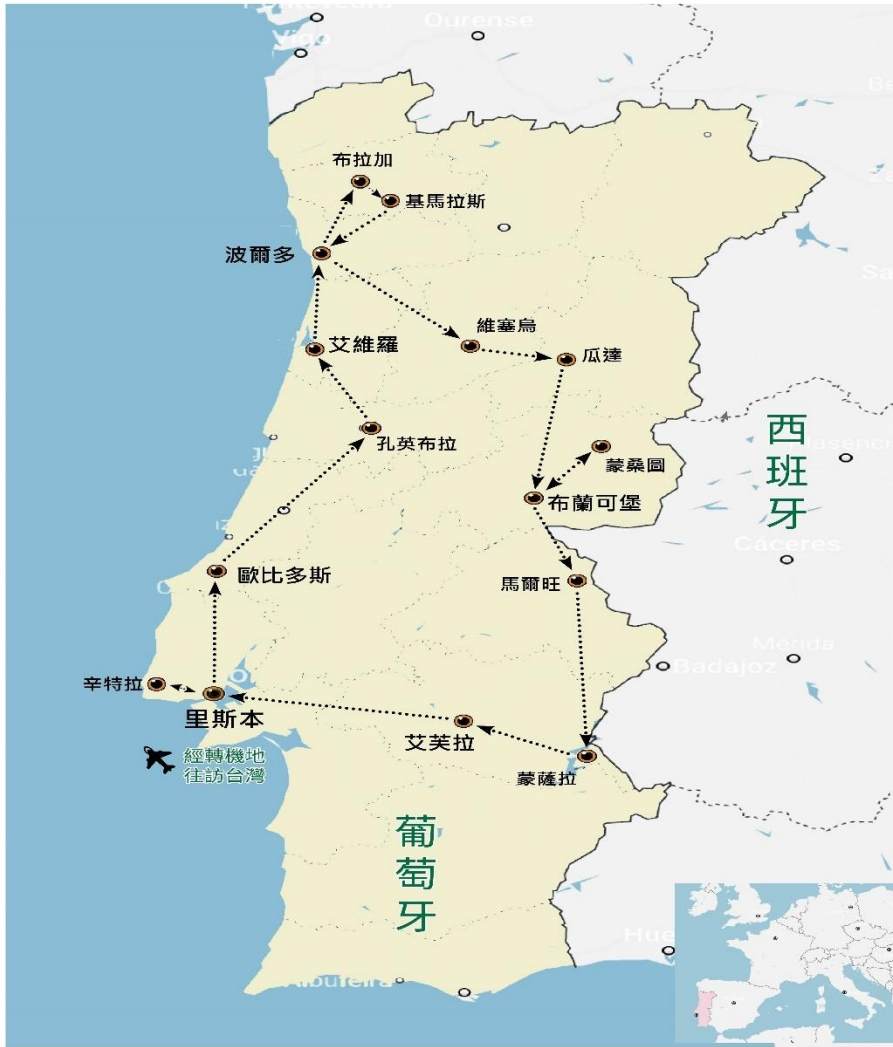 Pontevedra
Ourense
Vigo
布拉加
基馬拉斯
波爾多
維塞烏
艾維羅
瓜達
西班牙
孔英布拉
蒙桑圖
布蘭可堡
Cáceres
歐比多斯
馬爾旺
Mérida
Badajoz
辛特拉
里斯本
艾芙拉
經轉機地
往訪台灣
蒙薩拉
葡萄牙
Albufeira